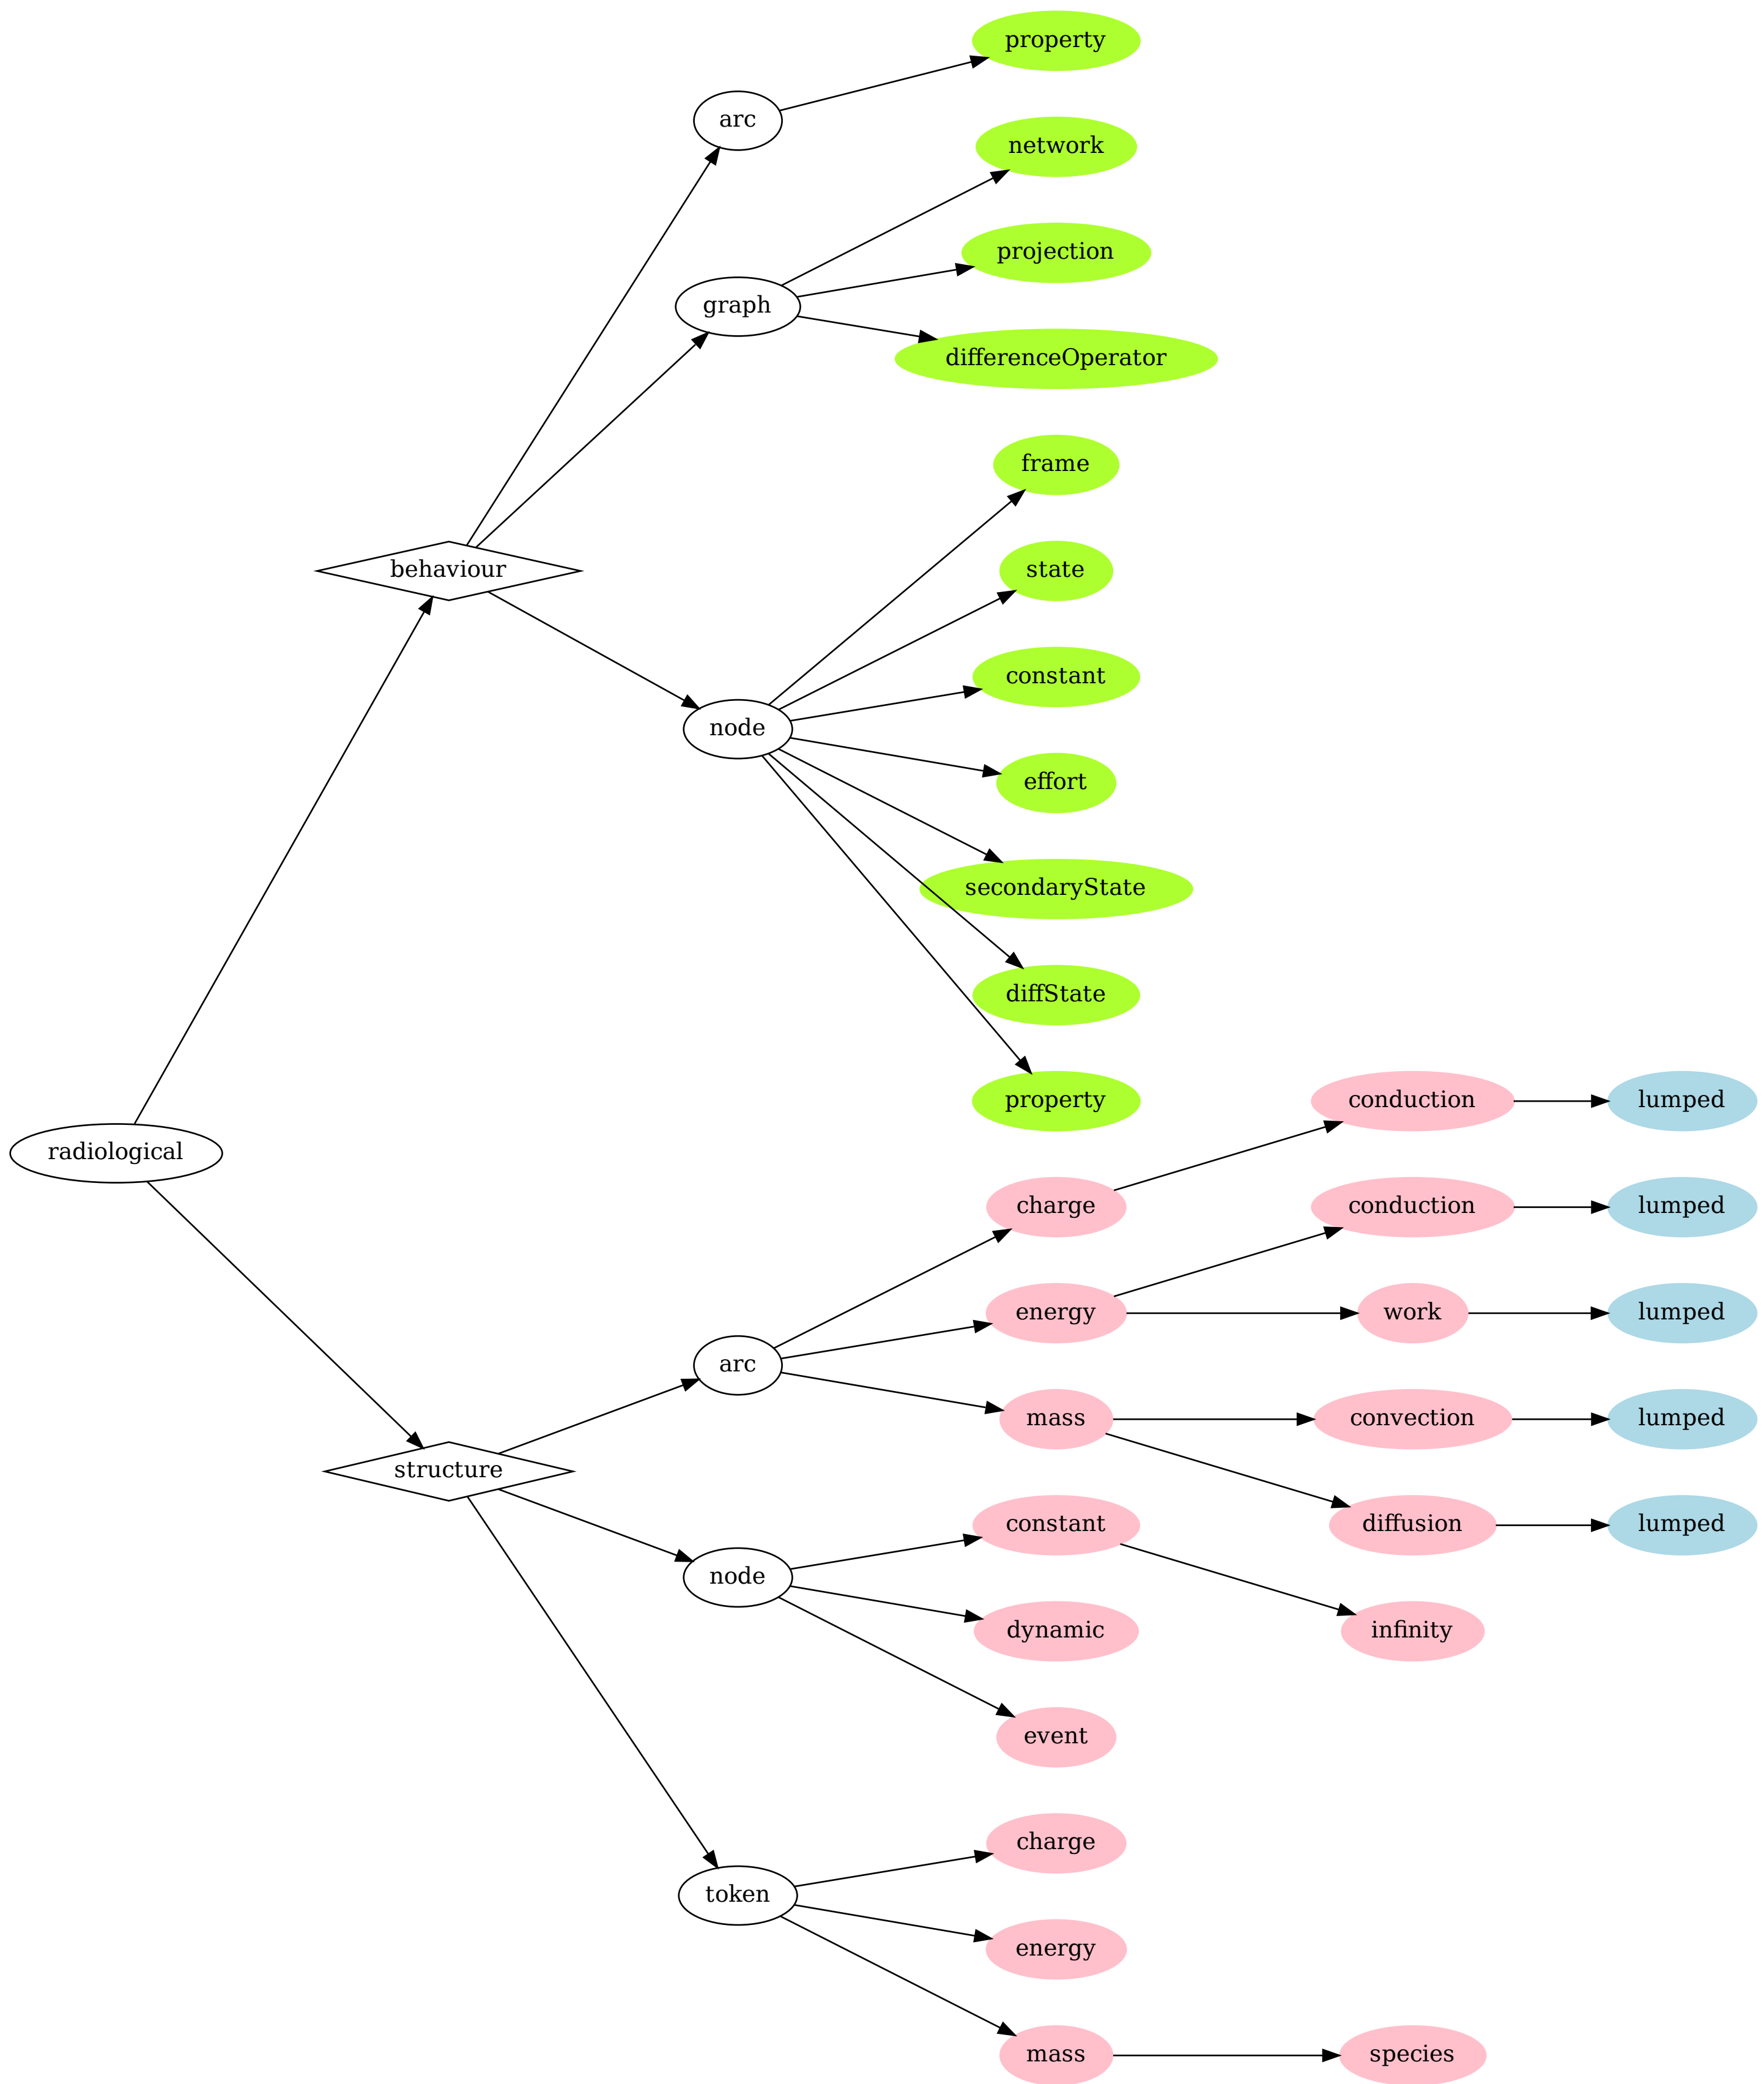 property
arc
network
projection
graph
differenceOperator
frame
behaviour
state
constant
node
effort
secondaryState
diffState
property
conduction
lumped
radiological
charge
conduction
lumped
energy
work
lumped
arc
mass
convection
lumped
structure
constant
diffusion
lumped
node
dynamic
infinity
event
charge
token
energy
mass
species